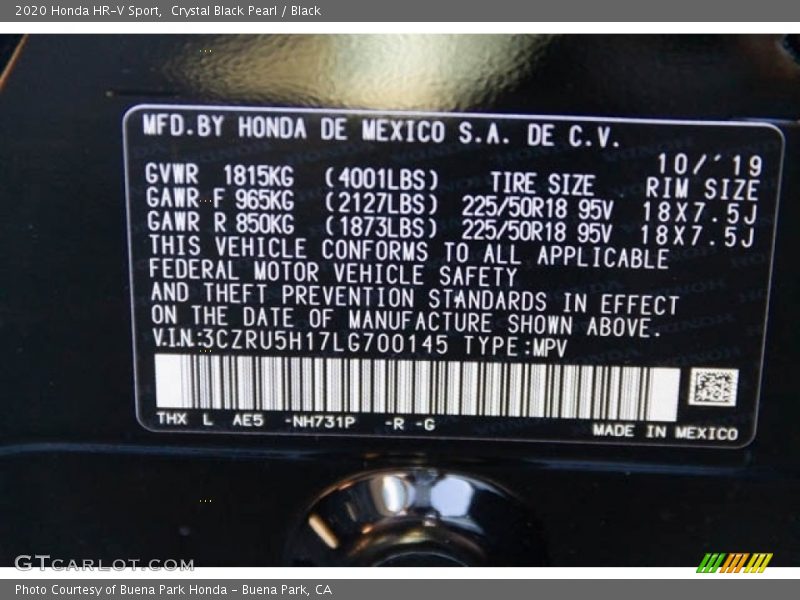 2020 Honda HR-V Sport, Crystal Black Pearl / Black
MFD.BY HONDA DE MEXICO S.A. DE C.V.
10/'19
GVWR 1815KG (4001LBS) TIRE SIZE RIM SIZE
GAWR F 965KG (2127LBS) 225/50R18 95V 18X7.5J
GAWR R 850KG (1873LBS) 225/50R18 95V 18X7.5J
THIS VEHICLE CONFORMS TO ALL APPLICABLE
FEDERAL MOTOR VEHICLE SAFETY
AND THEFT PREVENTION STANDARDS IN EFFECT
ON THE DATE OF MANUFACTURE SHOWN ABOVE.
V.I.N.:3CZRU5H17LG700145 TYPE:MPV
THX L AE5 -NH731P -R -G
MADE IN MEXICO
GTCARLOT.COM
Photo Courtesy of Buena Park Honda - Buena Park, CA